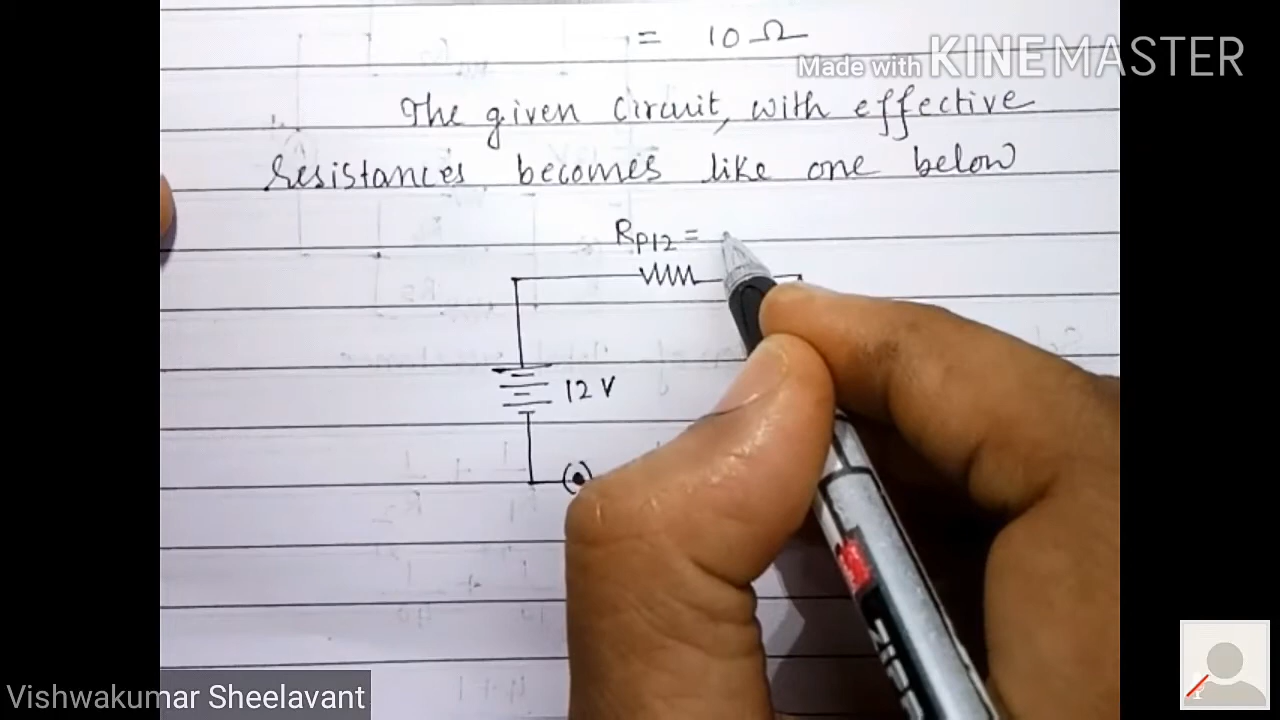 = 10 Ω
Made with KINEMASTER
The given circuit, with effective
resistances becomes like one below
RP12 =
12 V
Vishwakumar Sheelavant